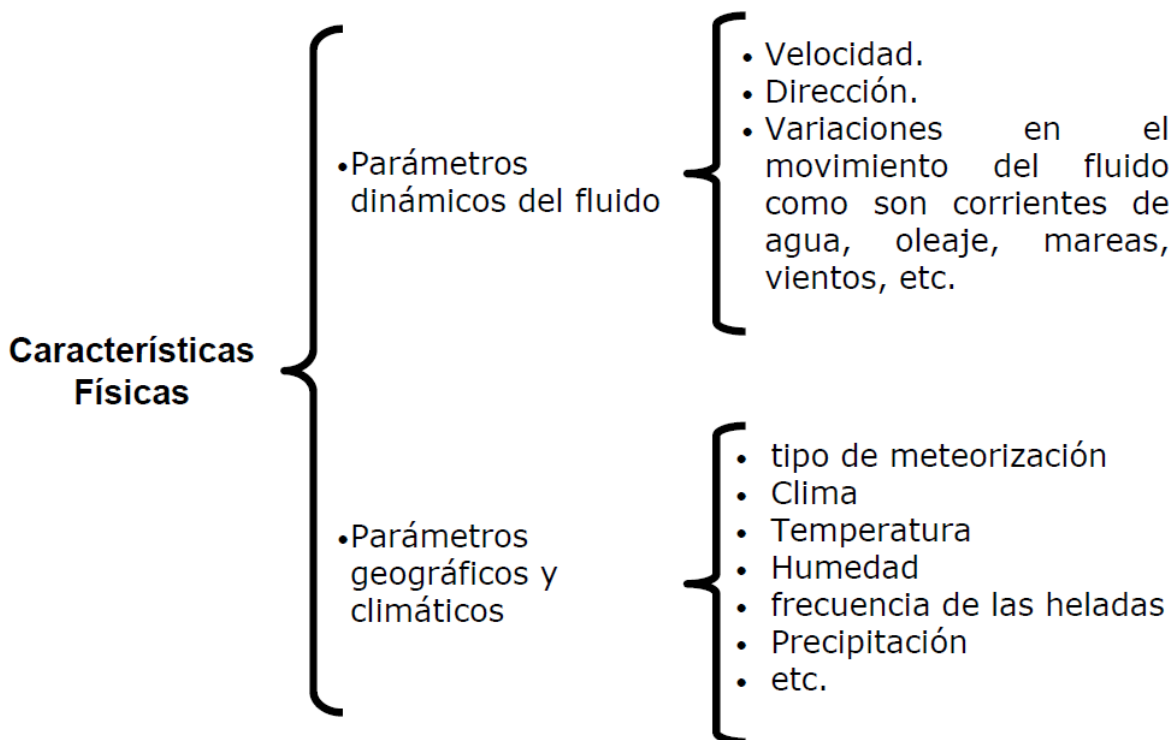 Características
Físicas
•Parámetros
dinámicos del fluido
• Velocidad.
• Dirección.
• Variaciones en el
movimiento del fluido
como son corrientes de
agua, oleaje, mareas,
vientos, etc.
•Parámetros
geográficos y
climáticos
• tipo de meteorización
• Clima
• Temperatura
• Humedad
• frecuencia de las heladas
• Precipitación
• etc.